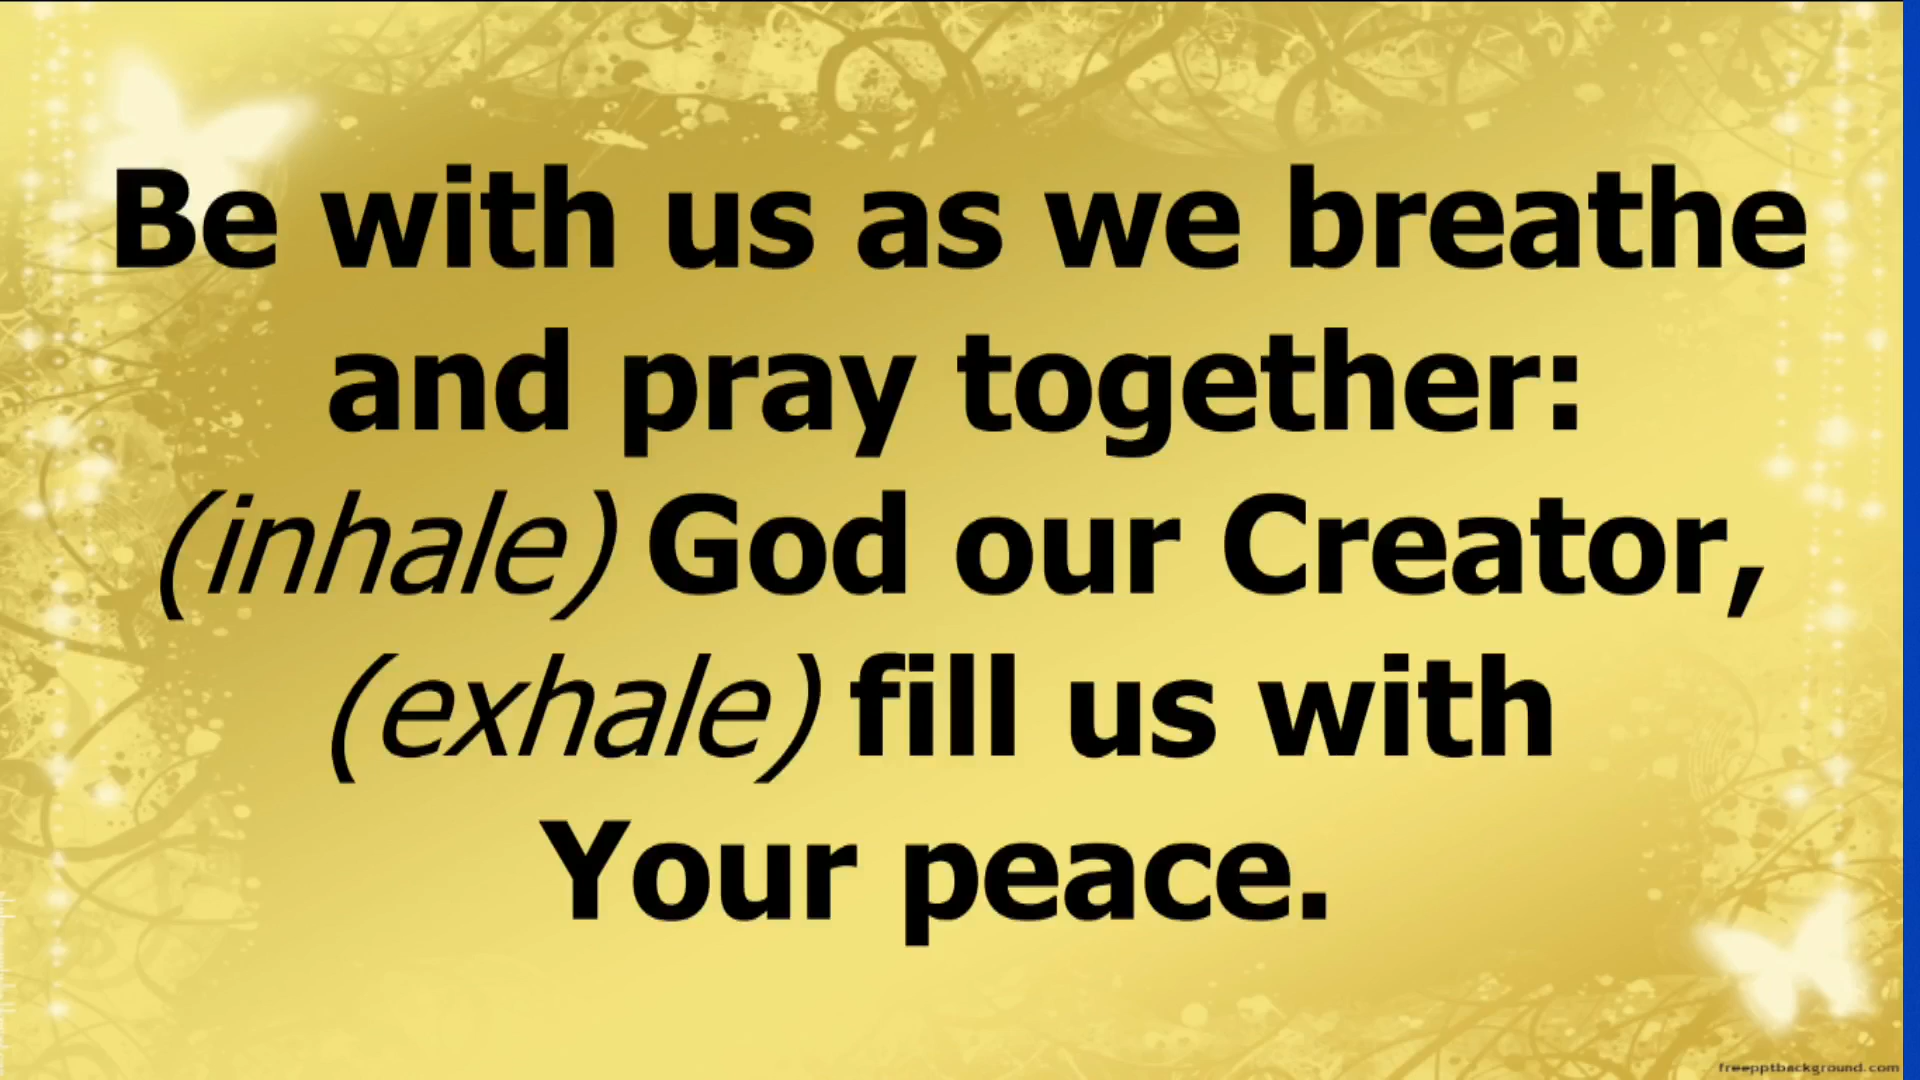 Be with us as we breathe
and pray together:
(inhale) God our Creator,
(exhale) fill us with
Your peace.
freepptbackground.com